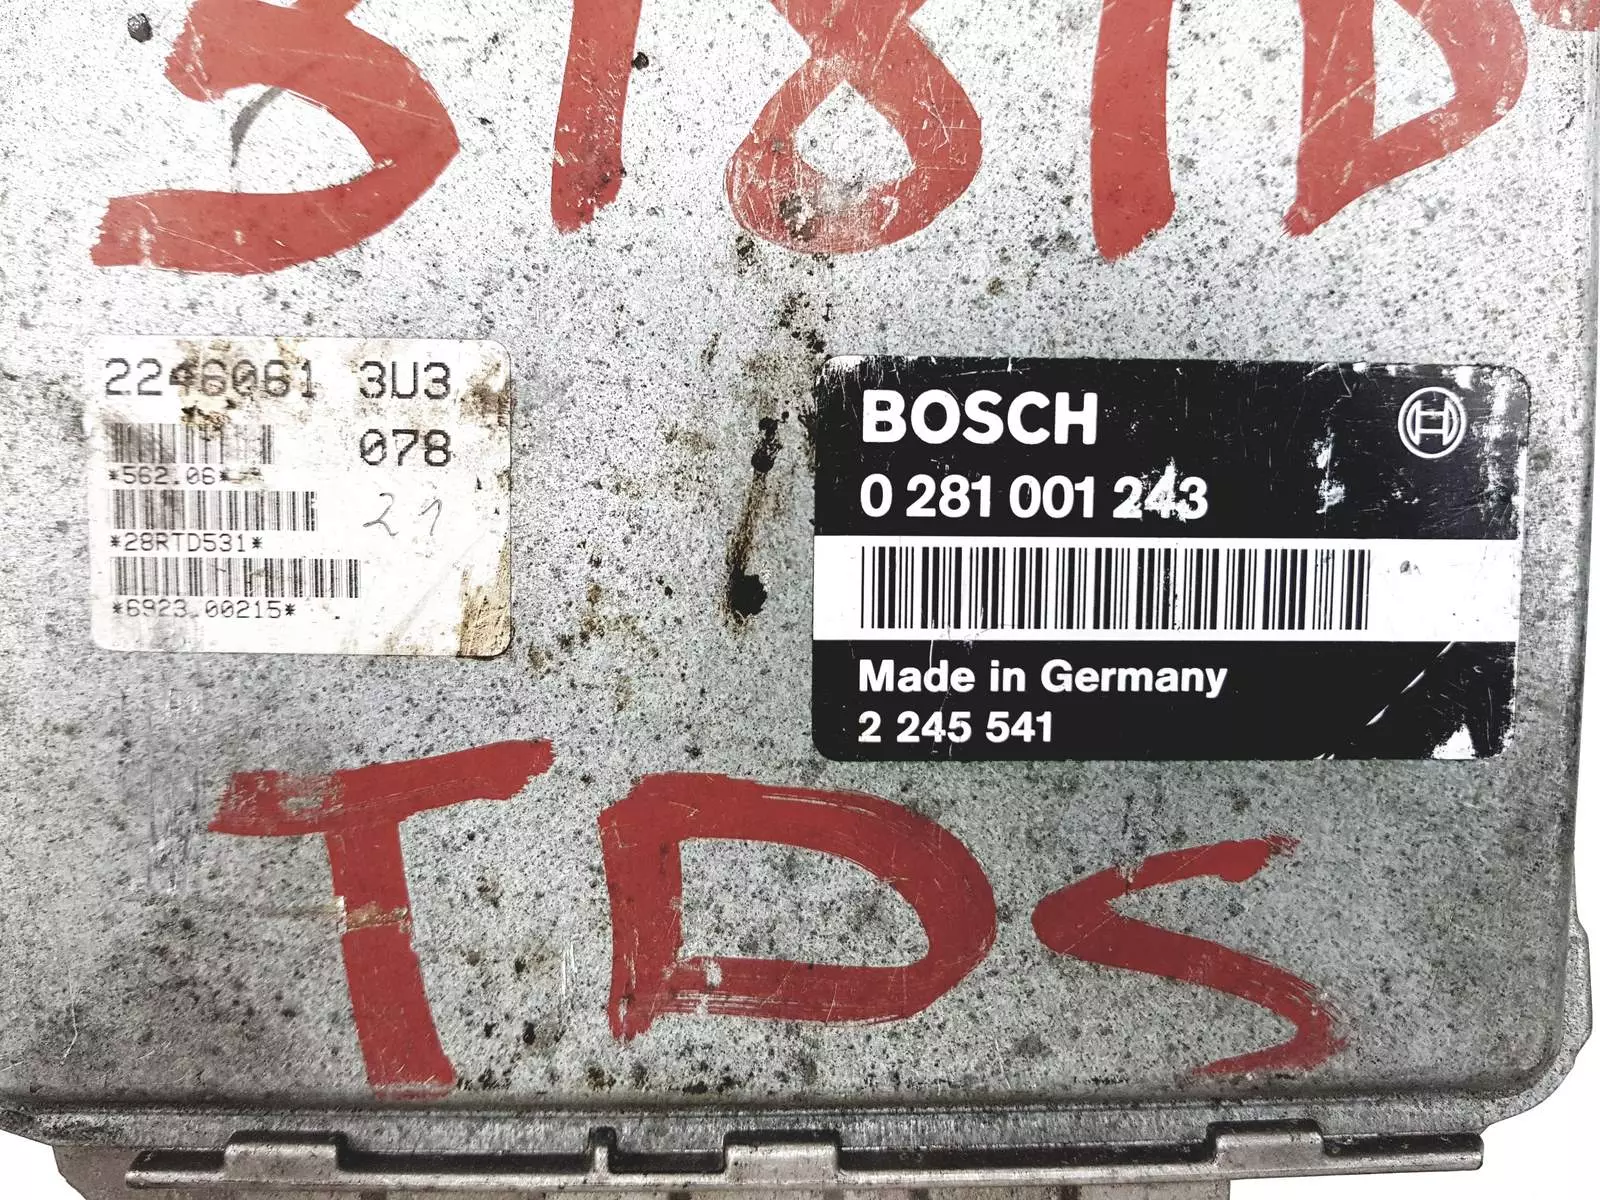 318TD
2246061 3U3
078
*562.06*
21
*28RTD531*
*6923.00215*
BOSCH
0 281 001 243
Made in Germany
2 245 541
TDS